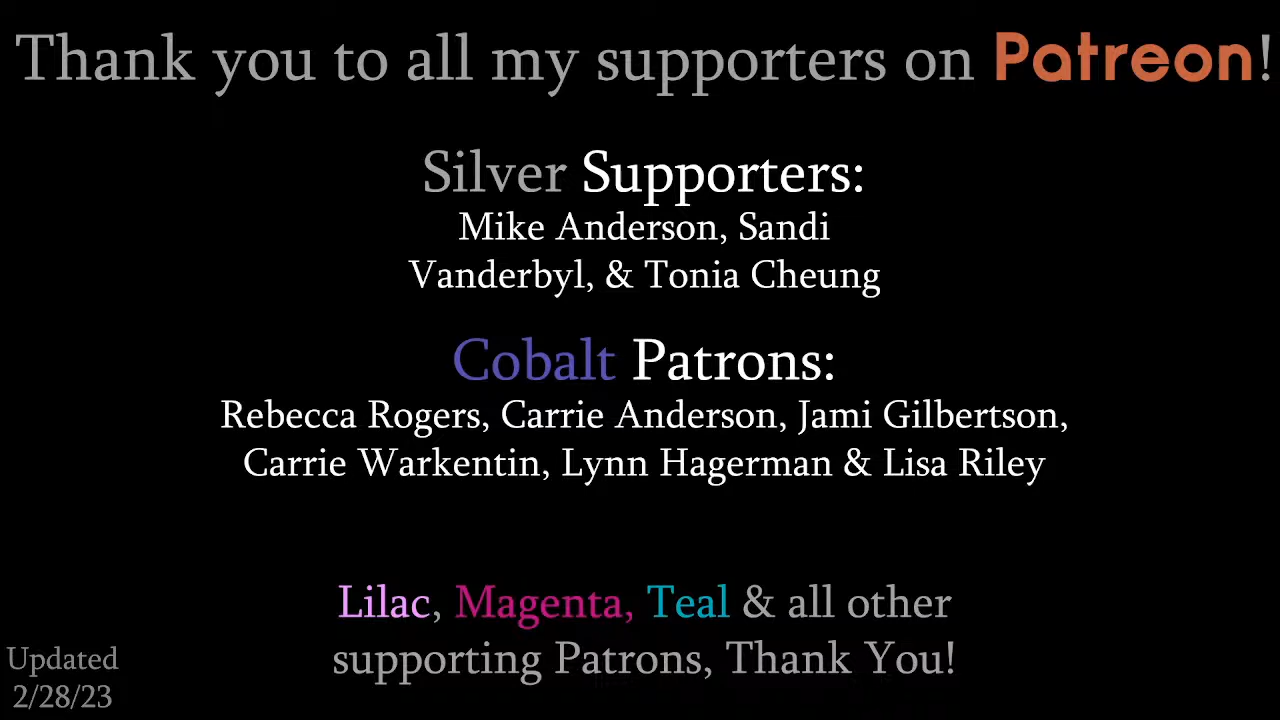 Thank you to all my supporters on Patreon!
Silver Supporters:
Mike Anderson, Sandi
Vanderbyl, & Tonia Cheung
Cobalt Patrons:
Rebecca Rogers, Carrie Anderson, Jami Gilbertson,
Carrie Warkentin, Lynn Hagerman & Lisa Riley
Lilac, Magenta, Teal & all other
supporting Patrons, Thank You!
Updated
2/28/23